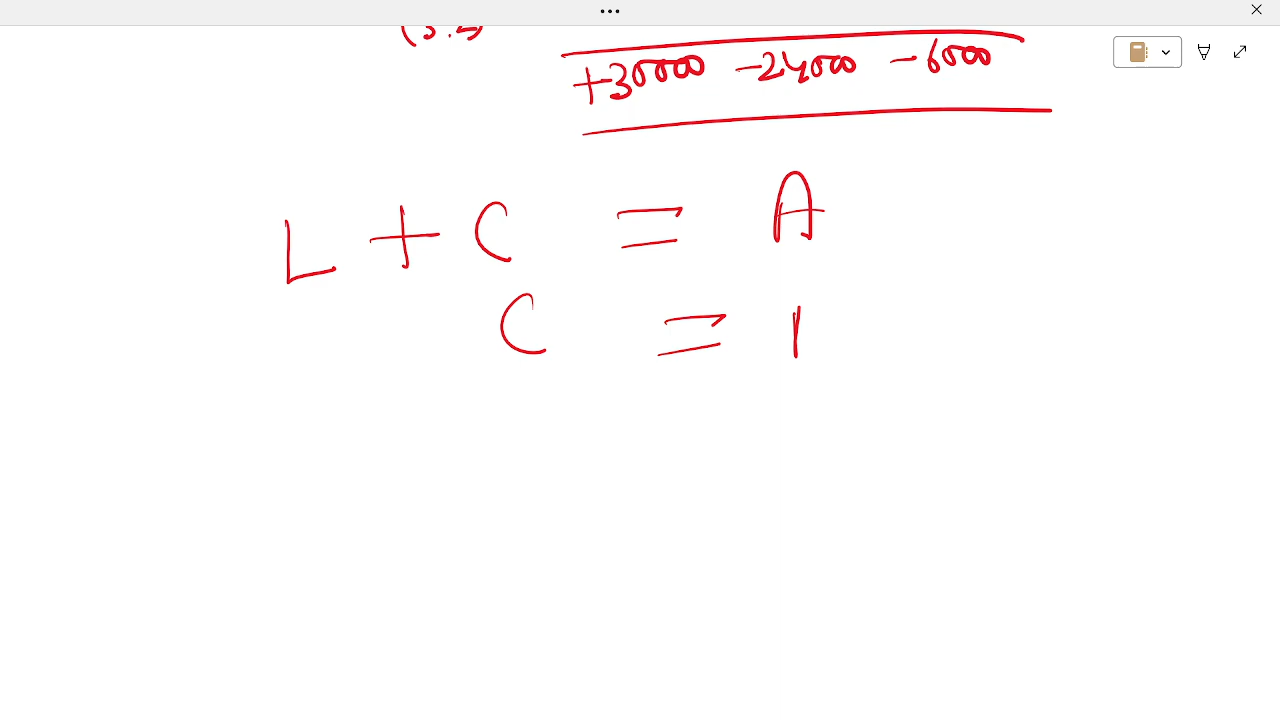 +30000 -24000 -6000
L + C = A
C =